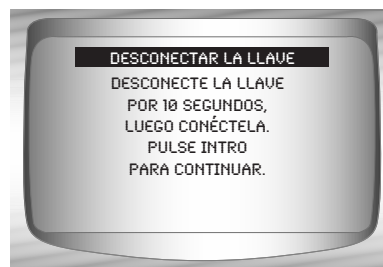 DESCONECTAR LA LLAVE
DESCONECTE LA LLAVE
POR 10 SEGUNDOS,
LUEGO CONÉCTELA.
PULSE INTRO
PARA CONTINUAR.